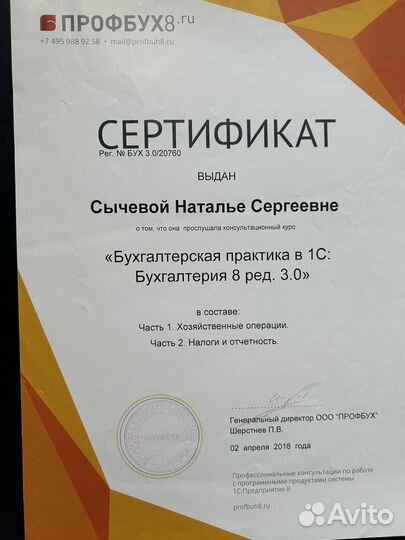 ПРОФБУХ8.ru
+7 495 988 92 58 • mail@profbuh8.ru
СЕРТИФИКАТ
Рег. № БУХ 3.0/20760
ВЫДАН
Сычевой Наталье Сергеевне
о том, что она прослушала консультационный курс
«Бухгалтерская практика в 1С:
Бухгалтерия 8 ред. 3.0»
в составе:
Часть 1. Хозяйственные операции.
Часть 2. Налоги и отчетность.
Генеральный директор ООО "ПРОФБУХ"
Шерстнев П.В.
"ПРОФБУХ"
02 апреля 2018 года
Профессиональные консультации по работе
с программными продуктами системы
1С:Предприятие 8
profbuh8.ru
Avito